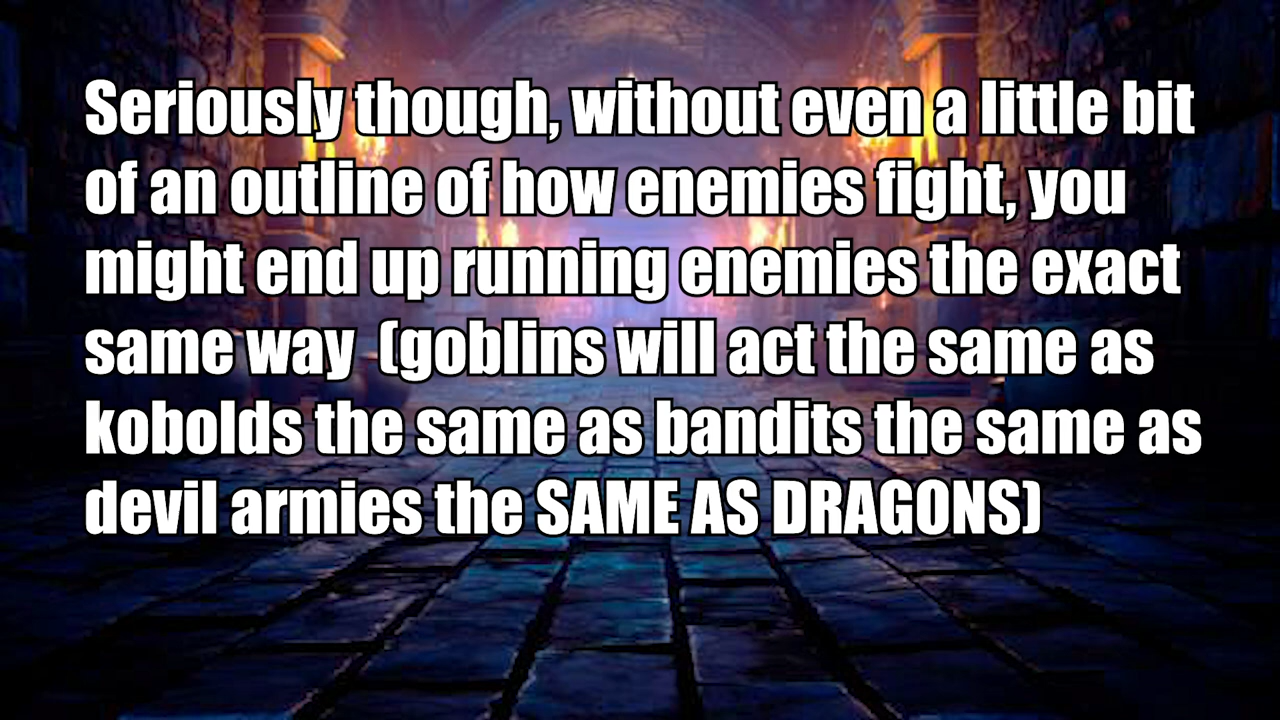 Seriously though, without even a little bit
of an outline of how enemies fight, you
might end up running enemies the exact
same way  (goblins will act the same as
kobolds the same as bandits the same as
devil armies the SAME AS DRAGONS)